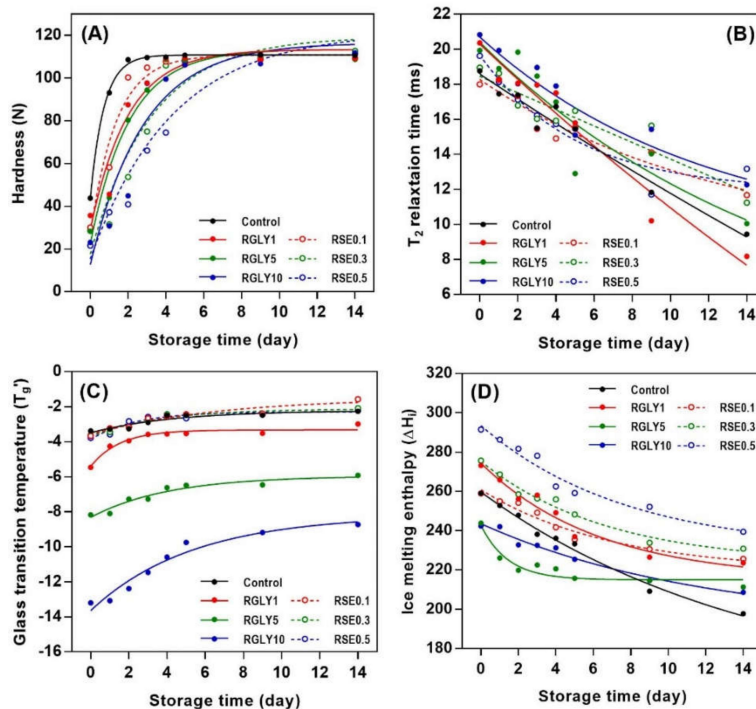 (A)
Hardness (N)
120
100
80
60
40
20
0
Control
RGLY1 RSE0.1
RGLY5 RSE0.3
RGLY10 RSE0.5
0 2 4 6 8 10 12 14
Storage time (day)
(B)
T2 relaxtaion time (ms)
22
20
18
16
14
12
10
8
6
Control
RGLY1 RSE0.1
RGLY5 RSE0.3
RGLY10 RSE0.5
0 2 4 6 8 10 12 14
Storage time (day)
(C)
Glass transition temperature (Tg')
0
-2
-4
-6
-8
-10
-12
-14
-16
Control
RGLY1 RSE0.1
RGLY5 RSE0.3
RGLY10 RSE0.5
0 2 4 6 8 10 12 14
Storage time (day)
(D)
Ice melting enthalpy (ΔHi)
320
300
280
260
240
220
200
180
Control
RGLY1 RSE0.1
RGLY5 RSE0.3
RGLY10 RSE0.5
0 2 4 6 8 10 12 14
Storage time (day)